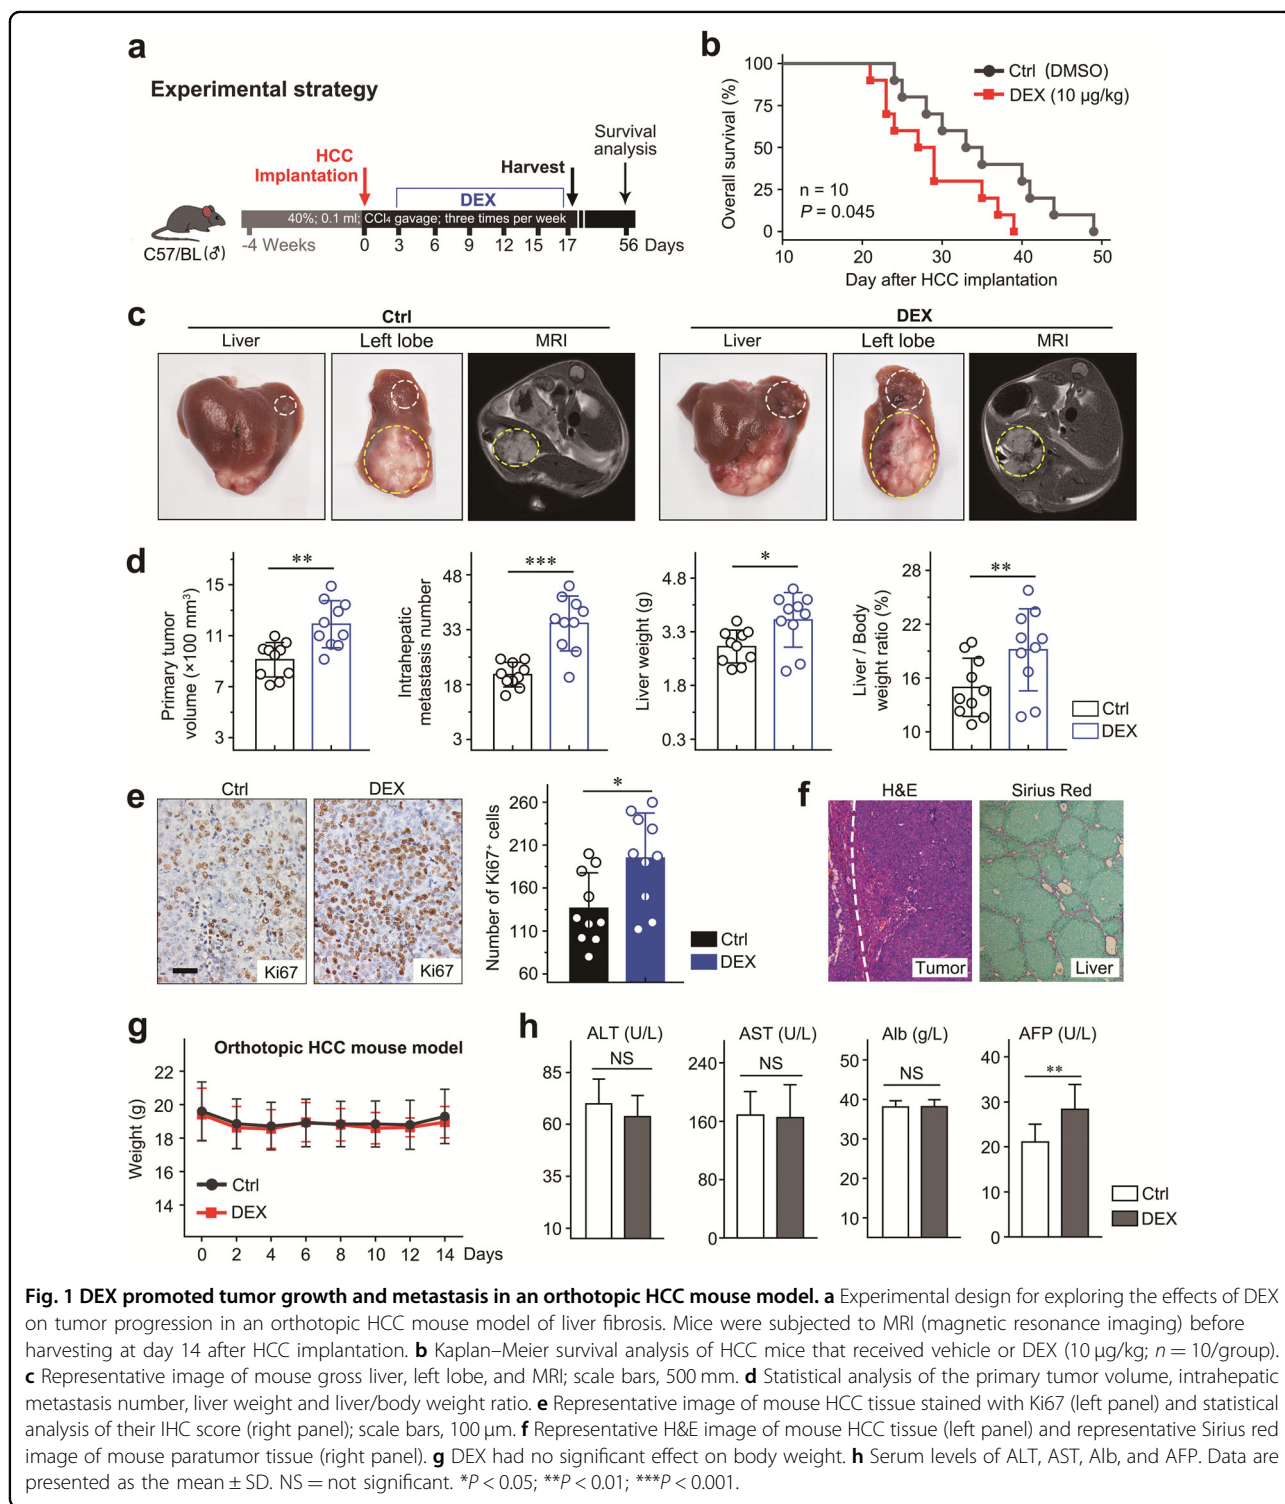 a
Experimental strategy
HCC
Implantation
Harvest
Survival
analysis
DEX
40%; 0.1 ml; CCl₄ gavage; three times per week
-4 Weeks 0 3 6 9 12 15 17 56 Days
C57/BL (♂)
b
Overall survival (%)
100
75
50
25
0
Ctrl (DMSO)
DEX (10 µg/kg)
n = 10
P = 0.045
10 20 30 40 50
Day after HCC implantation
c
Ctrl
Liver Left lobe MRI
DEX
Liver Left lobe MRI
d
Primary tumor
volume (×100 mm³)
15
11
7
3
**
Intrahepatic
metastasis number
48
33
18
3
***
Liver weight (g)
4.8
3.3
1.8
0.3
*
Liver / Body
weight ratio (%)
28
22
16
10
**
Ctrl
DEX
e
Ctrl DEX
Ki67 Ki67
Number of Ki67⁺ cells
260
210
160
110
60
*
Ctrl
DEX
f
H&E Sirius Red
Tumor Liver
g
Orthotopic HCC mouse model
Weight (g)
22
20
18
16
14
Ctrl
DEX
0 2 4 6 8 10 12 14 Days
h
ALT (U/L)
NS
85
60
35
10
AST (U/L)
NS
240
160
80
0
Alb (g/L)
NS
50
40
30
20
10
AFP (U/L)
**
40
30
20
10
0
Ctrl
DEX
Fig. 1 DEX promoted tumor growth and metastasis in an orthotopic HCC mouse model. a Experimental design for exploring the effects of DEX
on tumor progression in an orthotopic HCC mouse model of liver fibrosis. Mice were subjected to MRI (magnetic resonance imaging) before
harvesting at day 14 after HCC implantation. b Kaplan–Meier survival analysis of HCC mice that received vehicle or DEX (10 µg/kg; n = 10/group).
c Representative image of mouse gross liver, left lobe, and MRI; scale bars, 500 mm. d Statistical analysis of the primary tumor volume, intrahepatic
metastasis number, liver weight and liver/body weight ratio. e Representative image of mouse HCC tissue stained with Ki67 (left panel) and statistical
analysis of their IHC score (right panel); scale bars, 100 µm. f Representative H&E image of mouse HCC tissue (left panel) and representative Sirius red
image of mouse paratumor tissue (right panel). g DEX had no significant effect on body weight. h Serum levels of ALT, AST, Alb, and AFP. Data are
presented as the mean ± SD. NS = not significant. *P < 0.05; **P < 0.01; ***P < 0.001.